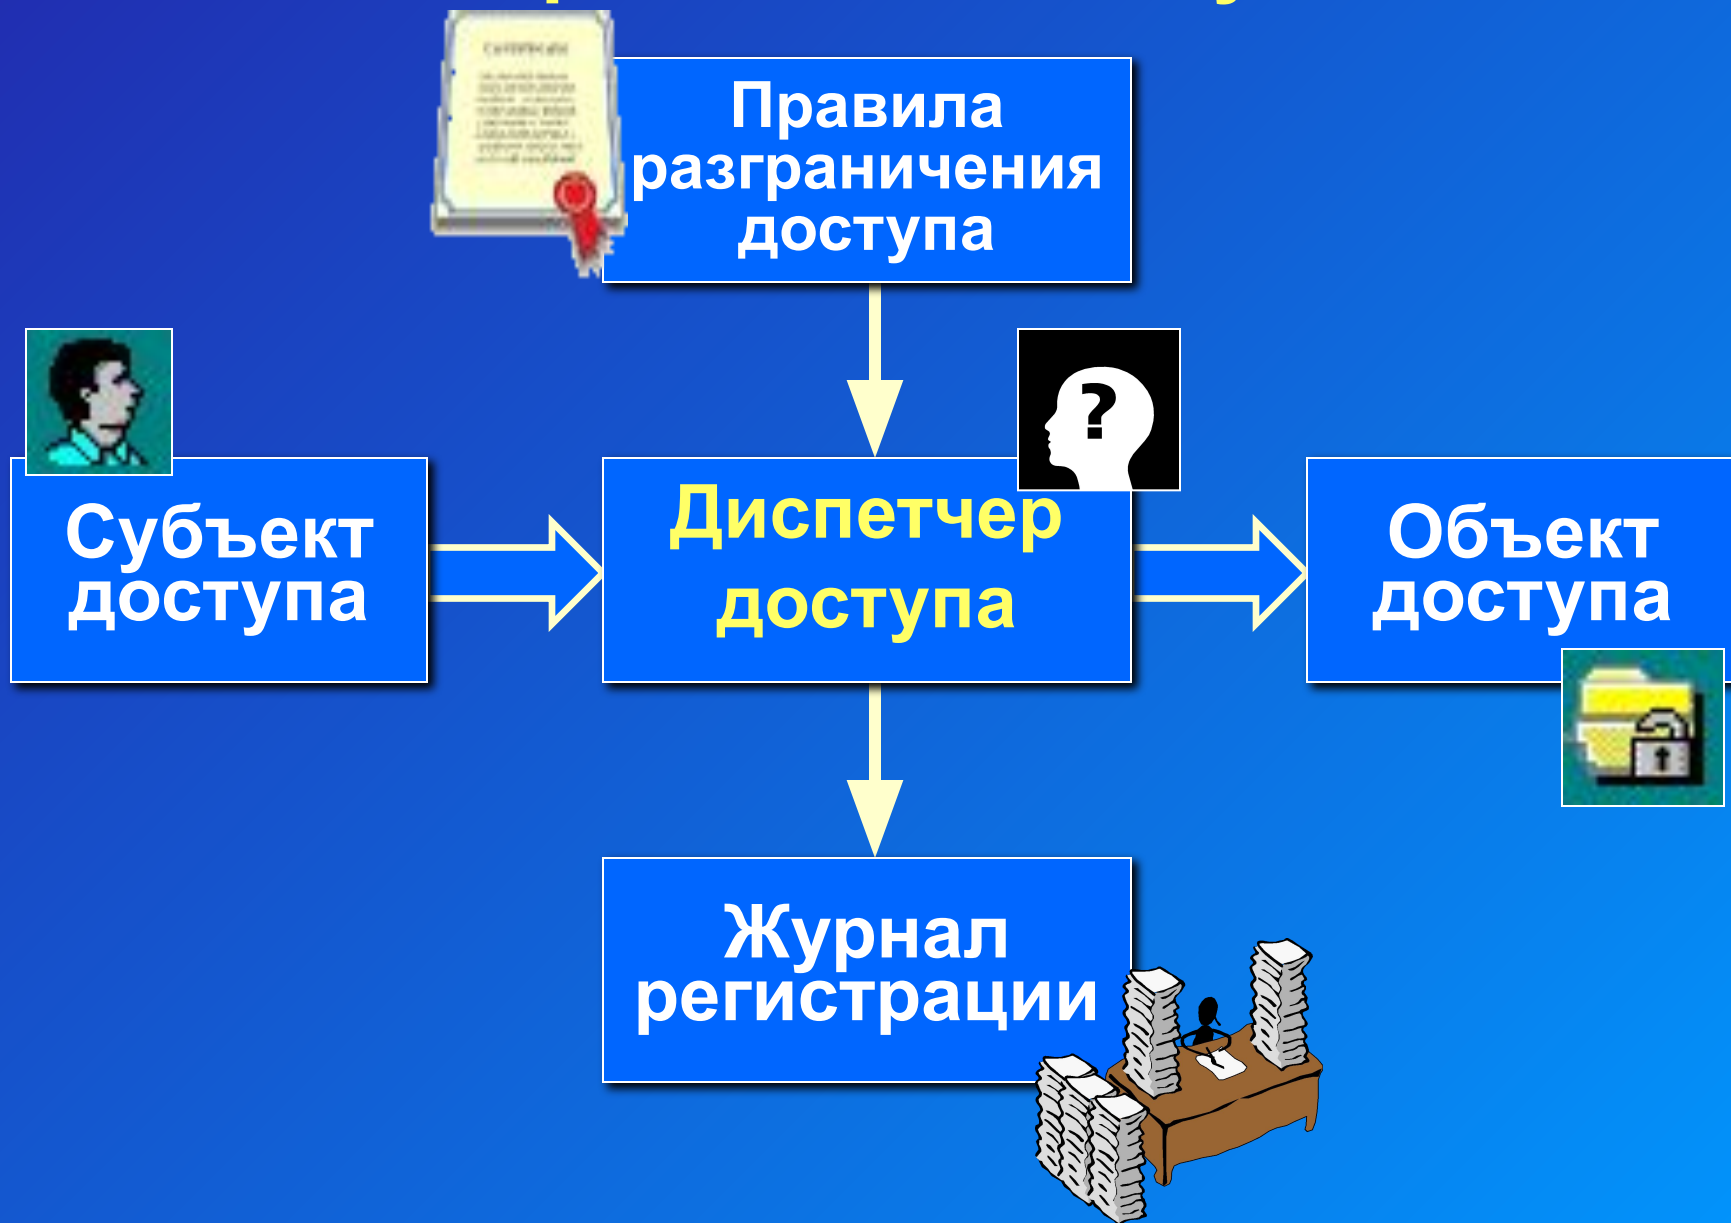 Правила
разграничения
доступа
Субъект
доступа
Диспетчер
доступа
?
Объект
доступа
Журнал
регистрации